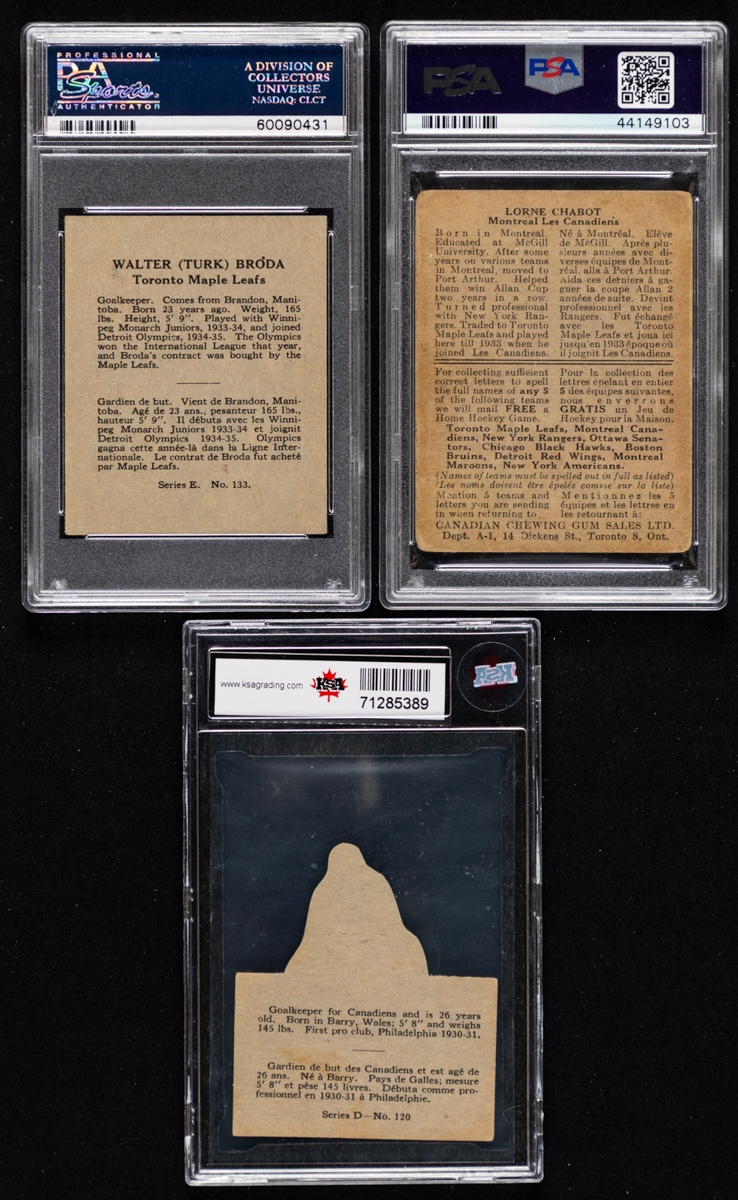 PROFESSIONAL
PSA
Sports
AUTHENTICATOR
A DIVISION OF
COLLECTORS
UNIVERSE
NASDAQ: CLCT
60090431
WALTER (TURK) BRODA
Toronto Maple Leafs
Goalkeeper. Comes from Brandon, Mani-
toba. Born 23 years ago. Weight, 165
lbs. Height, 5' 9". Played with Winni-
peg Monarch Juniors, 1933-34, and joined
Detroit Olympics, 1934-35. The Olympics
won the International League that year,
and Broda's contract was bought by the
Maple Leafs.
Gardien de but. Vient de Brandon, Mani-
toba. Agé de 23 ans., pesanteur 165 lbs.,
hauteur 5' 9". Il débuta avec les Winni-
peg Monarch Juniors 1933-34 et joignit
Detroit Olympics 1934-35. Olympics
gagna cette année-là dans la Ligne Inter-
nationale. Le contrat de Broda fut acheté
par Maple Leafs.
Series E. No. 133.
PSA
PSA
44149103
LORNE CHABOT
Montreal Les Canadiens
Born in Montreal.
Educated at McGill
University. After some
years on various teams
in Montreal, moved to
Port Arthur. Helped
them win Allan Cup
two years in a row.
Turned professional
with New York Ran-
gers. Traded to Toronto
Maple Leafs and played
here till 1933 when he
joined Les Canadiens.
Né à Montréal. Elève
de McGill. Après plu-
sieurs années avec di-
verses équipes de Mont-
réal, alla à Port Arthur.
Aida ces derniers à ga-
gner la coupe Allan 2
années de suite. Devint
professionnel avec les
Rangers. Fut échangé
avec les Toronto
Maple Leafs et joua ici
jusqu'en 1933 époque où
il joignit Les Canadiens.
For collecting sufficient
correct letters to spell
the full names of any 5
of the following teams
we will mail FREE a
Home Hockey Game.
Pour la collection des
lettres épelant en entier
5 des équipes suivantes,
nous enverrons
GRATIS un Jeu de
Hockey pour la Maison.
Toronto Maple Leafs, Montreal Cana-
diens, New York Rangers, Ottawa Sena-
tors, Chicago Black Hawks, Boston
Bruins, Detroit Red Wings, Montreal
Maroons, New York Americans.
(Names of teams must be spelled out in full as listed)
(Les noms doivent être épelés comme sur la liste)
Mention 5 teams and
letters you are sending
in when returning to.
Mentionnez les 5
équipes et les lettres en
les retournant à:
CANADIAN CHEWING GUM SALES LTD.
Dept. A-1, 14 Dickens St., Toronto 8, Ont.
www.ksagrading.com
KSA
71285389
KSA
Goalkeeper for Canadiens and is 26 years
old. Born in Barry, Wales; 5' 8" and weighs
145 lbs. First pro club, Philadelphia 1930-31.
Gardien de but des Canadiens et est agé de
26 ans. Né à Barry. Pays de Galles; mesure
5' 8" et pèse 145 livres. Débuta comme pro-
fessionnel en 1930-31 à Philadelphie.
Series D—No. 120